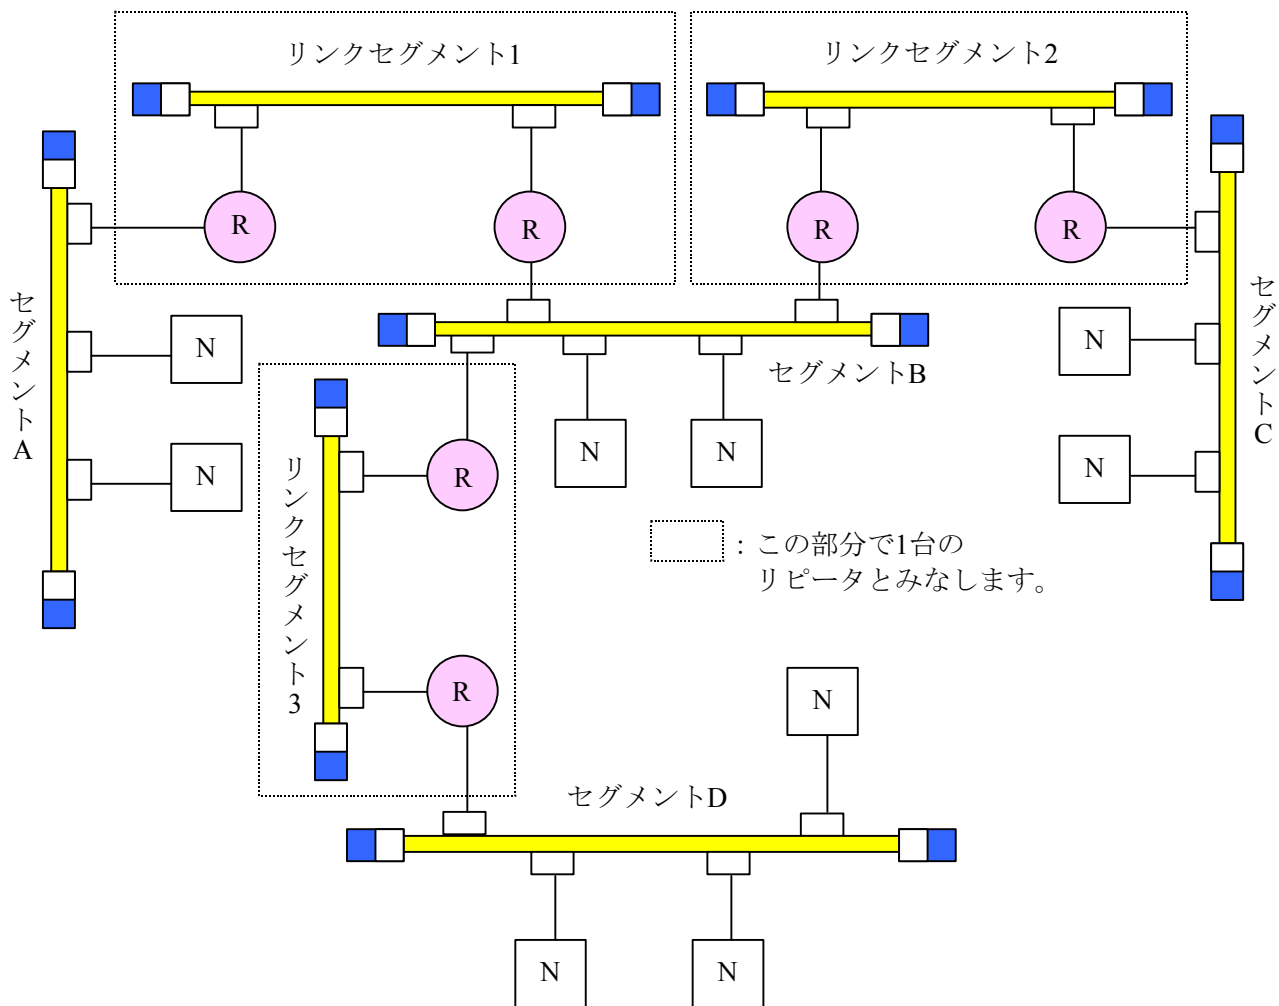 リンクセグメント1
リンクセグメント2
R
R
R
R
セグメントA
N
N
セグメントB
N
N
N
N
セグメントC
リンクセグメント3
R
R
:この部分で1台の
リピータとみなします。
N
セグメントD
N
N